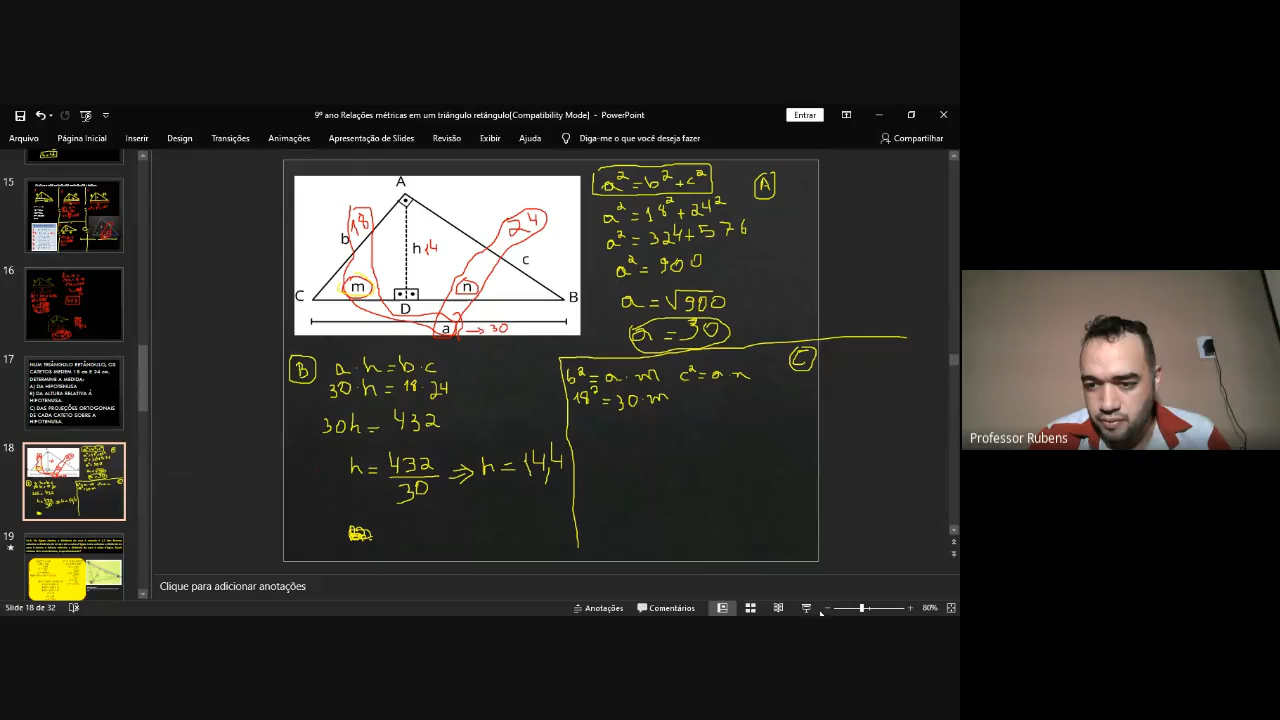 9º ano Relações métricas em um triângulo retângulo[Compatibility Mode] - PowerPoint
Entrar
Arquivo Página Inicial Inserir Design Transições Animações Apresentação de Slides Revisão Exibir Ajuda Diga-me o que você deseja fazer
Compartilhar
15
16
17
NUM TRIÂNGULO RETÂNGULO, OS
CATETOS MEDEM 18 cm E 24 cm.
DETERMINE A MEDIDA:
A) DA HIPOTENUSA
B) DA ALTURA RELATIVA À
HIPOTENUSA.
C) DAS PROJEÇÕES ORTOGONAIS
DE CADA CATETO SOBRE A
HIPOTENUSA.
18
19
A
18
24
b
h 14
c
m
n
C
D
B
a → 30
a² = b² + c²
A
a² = 18² + 24²
a² = 324 + 576
a² = 900
a = √900
a = 30
B
a · h = b · c
30 · h = 18 · 24
30h = 432
h = 432/30 ⇒ h = 14,4
C
b² = a · m c² = a · n
18² = 30 · m
Professor Rubens
Clique para adicionar anotações
Slide 18 de 32
Anotações Comentários
80%